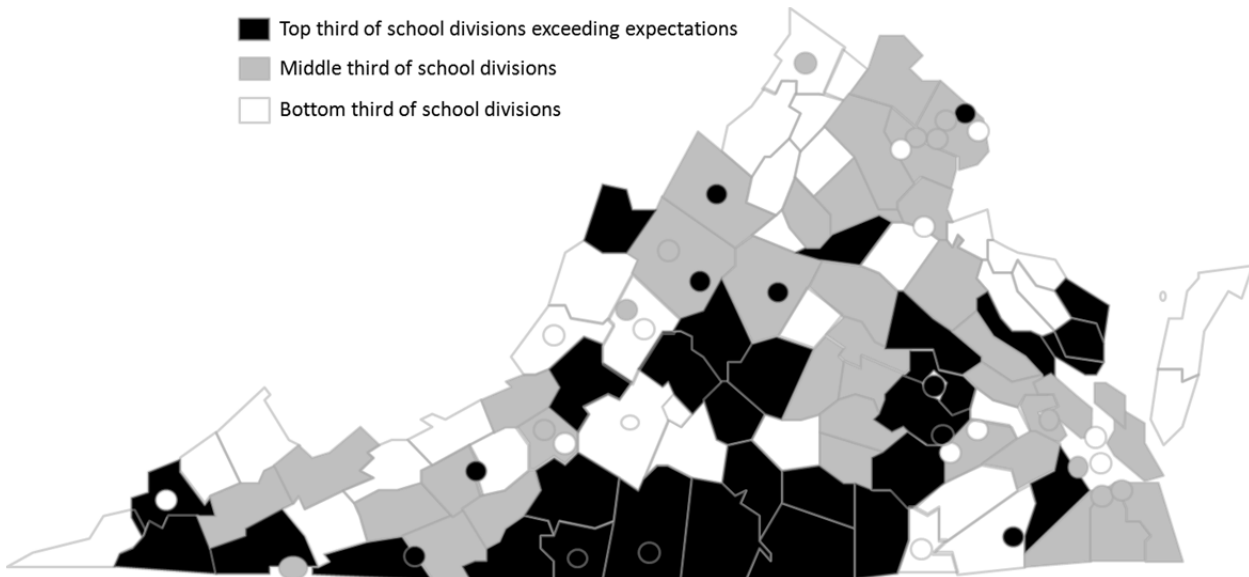 Top third of school divisions exceeding expectations
Middle third of school divisions
Bottom third of school divisions